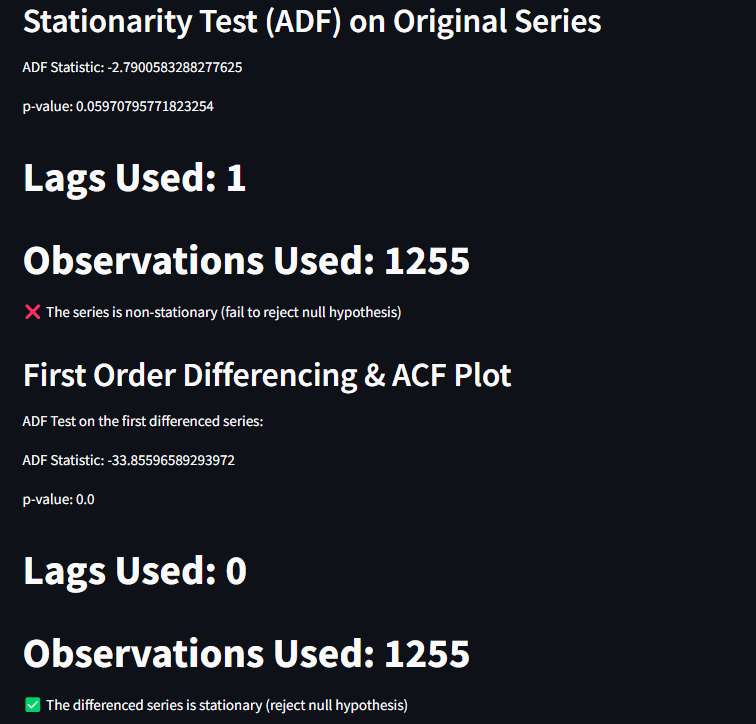 Stationarity Test (ADF) on Original Series
ADF Statistic: -2.7900583288277625
p-value: 0.05970795771823254
Lags Used: 1
Observations Used: 1255
❌ The series is non-stationary (fail to reject null hypothesis)
First Order Differencing & ACF Plot
ADF Test on the first differenced series:
ADF Statistic: -33.85596589293972
p-value: 0.0
Lags Used: 0
Observations Used: 1255
✅ The differenced series is stationary (reject null hypothesis)